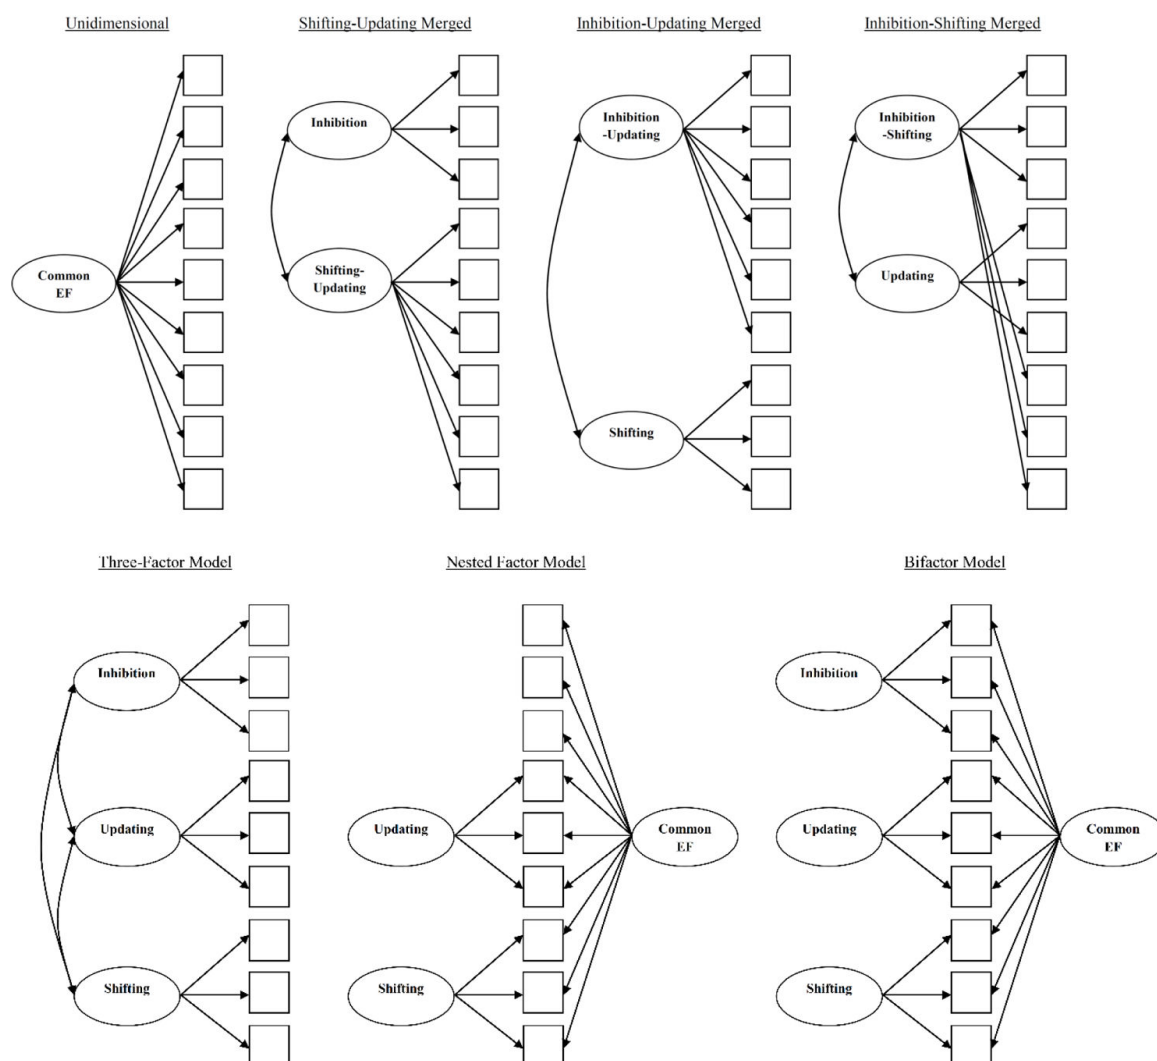 Unidimensional
Shifting-Updating Merged
Inhibition-Updating Merged
Inhibition-Shifting Merged
Common
EF
Inhibition
Shifting-
Updating
Inhibition
-Updating
Shifting
Inhibition
-Shifting
Updating
Three-Factor Model
Nested Factor Model
Bifactor Model
Inhibition
Updating
Shifting
Updating
Shifting
Common
EF
Inhibition
Updating
Shifting
Common
EF